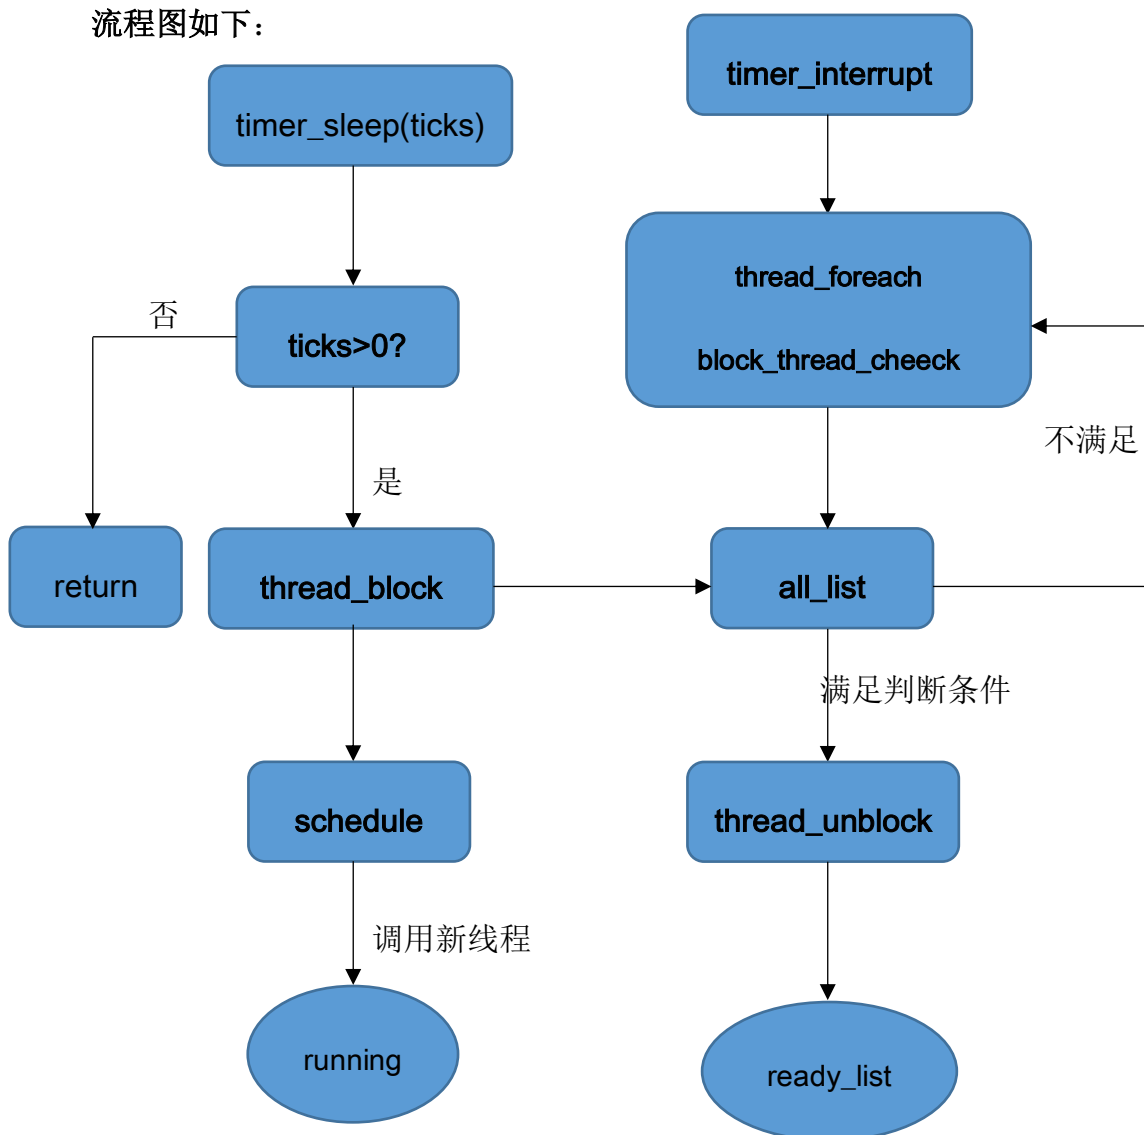 流程图如下：
timer_sleep(ticks)
否
ticks>0?
是
return
thread_block
schedule
调用新线程
running
timer_interrupt
thread_foreach
block_thread_cheeck
不满足
all_list
满足判断条件
thread_unblock
ready_list